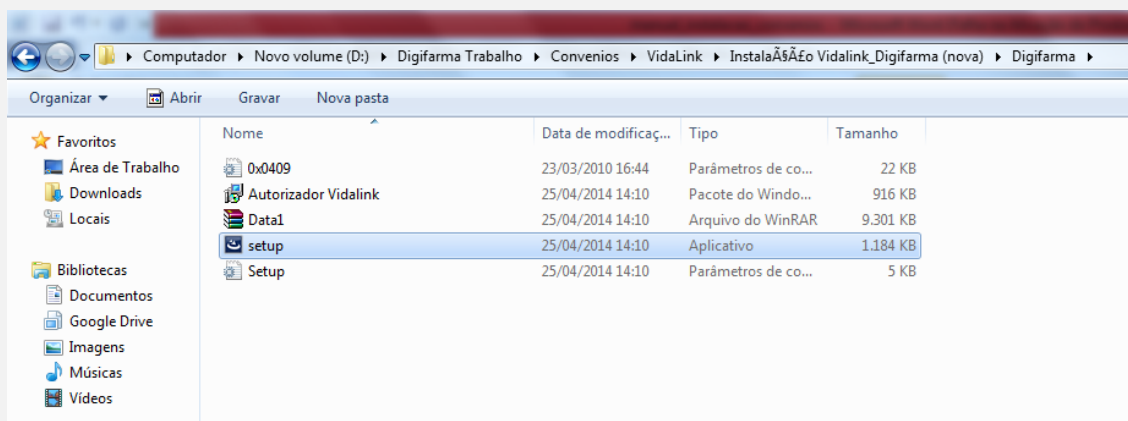 Computador Novo volume (D:) Digifarma Trabalho Convenios VidaLink InstalaÃ§Ã£o Vidalink_Digifarma (nova) Digifarma
Organizar Abrir Gravar Nova pasta
Favoritos
Área de Trabalho
Downloads
Locais
Bibliotecas
Documentos
Google Drive
Imagens
Músicas
Vídeos
Nome Data de modificaç... Tipo Tamanho
0x0409 23/03/2010 16:44 Parâmetros de co... 22 KB
Autorizador Vidalink 25/04/2014 14:10 Pacote do Windo... 916 KB
Data1 25/04/2014 14:10 Arquivo do WinRAR 9.301 KB
setup 25/04/2014 14:10 Aplicativo 1.184 KB
Setup 25/04/2014 14:10 Parâmetros de co... 5 KB